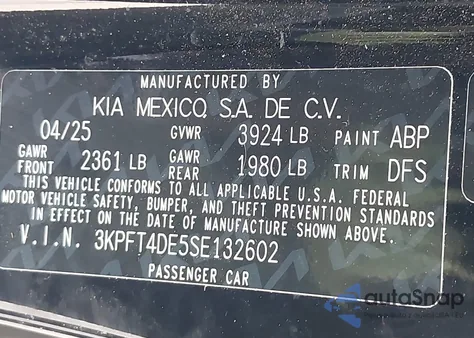 MANUFACTURED BY
KIA MEXICO, S.A. DE C.V.
04/25 GVWR 3924 LB PAINT ABP
GAWR FRONT 2361 LB GAWR REAR 1980 LB TRIM DFS
THIS VEHICLE CONFORMS TO ALL APPLICABLE U.S.A. FEDERAL
MOTOR VEHICLE SAFETY, BUMPER, AND THEFT PREVENTION STANDARDS
IN EFFECT ON THE DATE OF MANUFACTURE SHOWN ABOVE.
V.I.N. 3KPFT4DE5SE132602
PASSENGER CAR
autoSnap